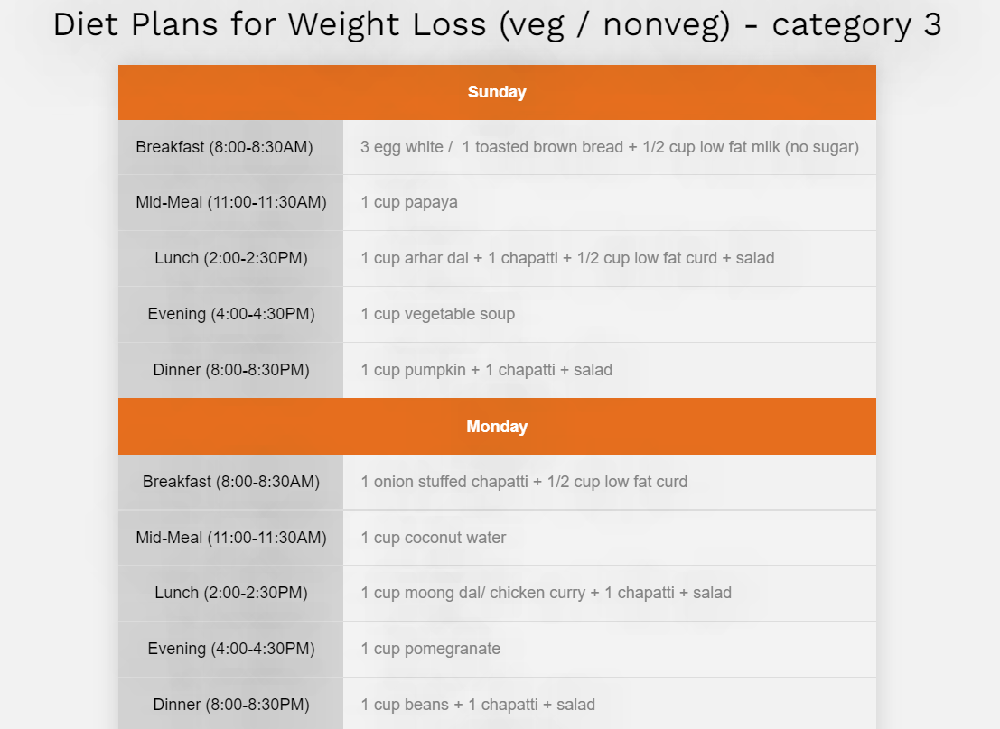 Diet Plans for Weight Loss (veg / nonveg) - category 3
Sunday
Breakfast (8:00-8:30AM) 3 egg white /  1 toasted brown bread + 1/2 cup low fat milk (no sugar)
Mid-Meal (11:00-11:30AM) 1 cup papaya
Lunch (2:00-2:30PM) 1 cup arhar dal + 1 chapatti + 1/2 cup low fat curd + salad
Evening (4:00-4:30PM) 1 cup vegetable soup
Dinner (8:00-8:30PM) 1 cup pumpkin + 1 chapatti + salad
Monday
Breakfast (8:00-8:30AM) 1 onion stuffed chapatti + 1/2 cup low fat curd
Mid-Meal (11:00-11:30AM) 1 cup coconut water
Lunch (2:00-2:30PM) 1 cup moong dal/ chicken curry + 1 chapatti + salad
Evening (4:00-4:30PM) 1 cup pomegranate
Dinner (8:00-8:30PM) 1 cup beans + 1 chapatti + salad